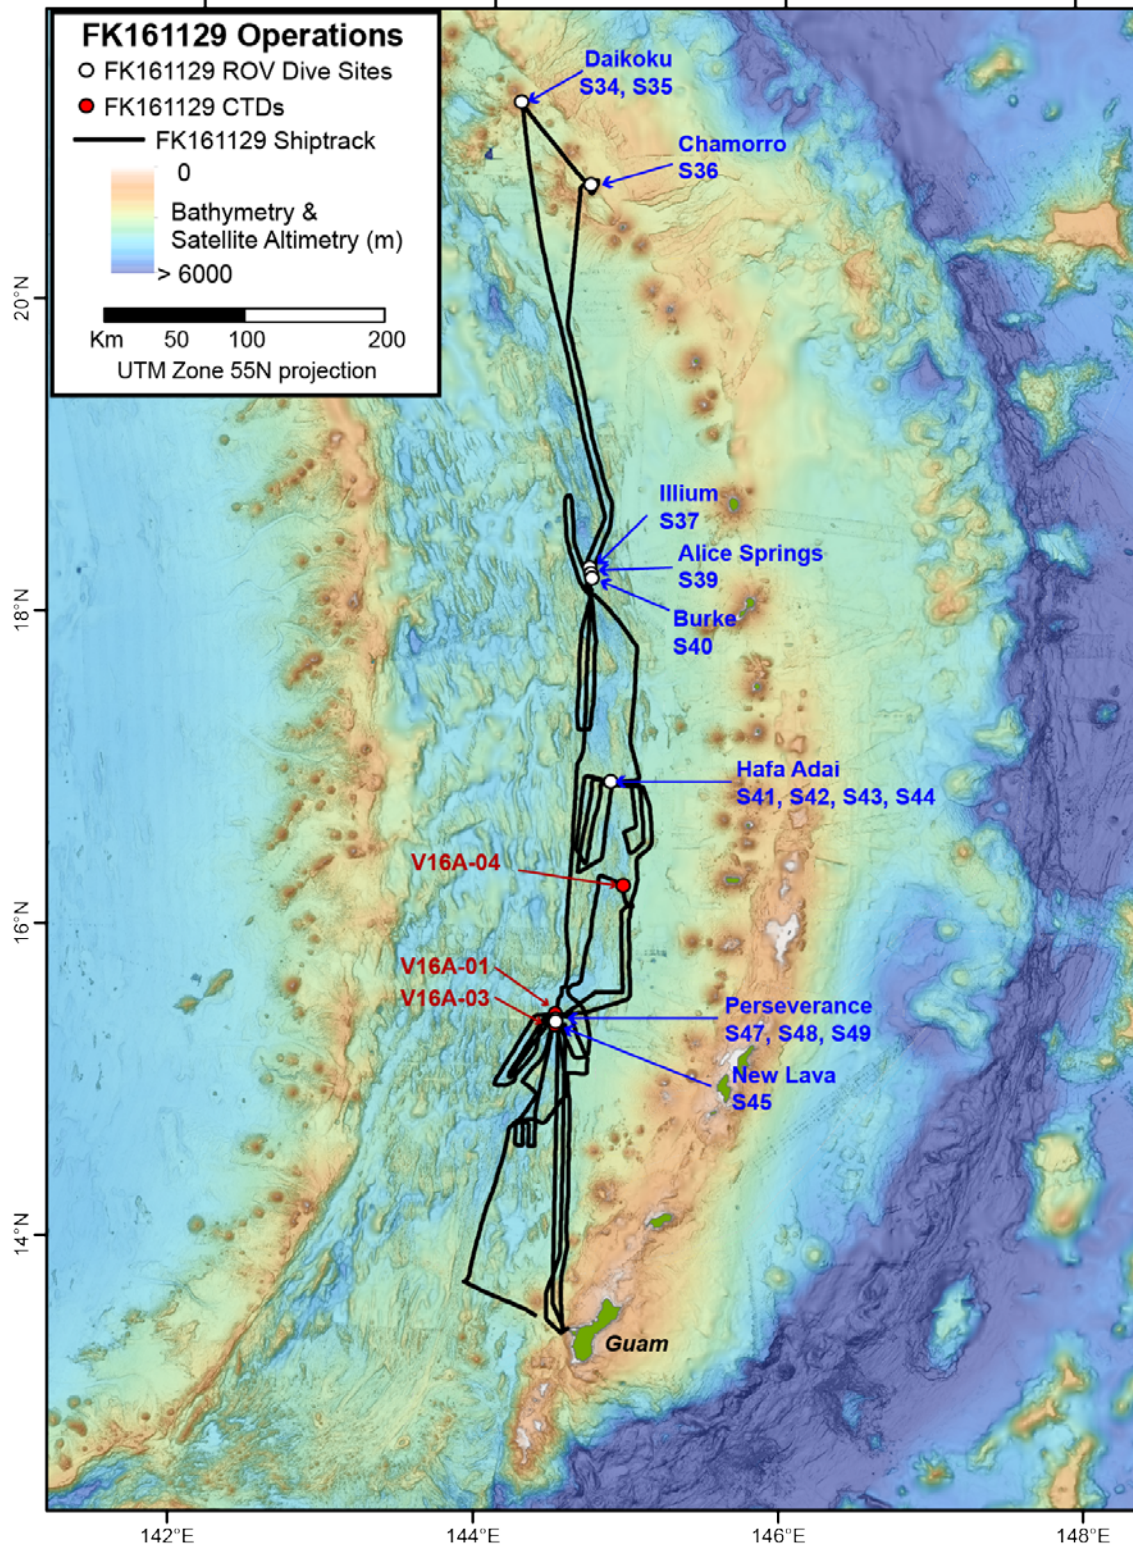 FK161129 Operations
FK161129 ROV Dive Sites
FK161129 CTDs
FK161129 Shiptrack
0
Bathymetry &
Satellite Altimetry (m)
> 6000
Km 50 100 200
UTM Zone 55N projection
Daikoku
S34, S35
Chamorro
S36
20°N
Illium
S37
Alice Springs
S39
18°N
Burke
S40
Hafa Adai
S41, S42, S43, S44
V16A-04
16°N
V16A-01
V16A-03
Perseverance
S47, S48, S49
New Lava
S45
14°N
Guam
142°E 144°E 146°E 148°E